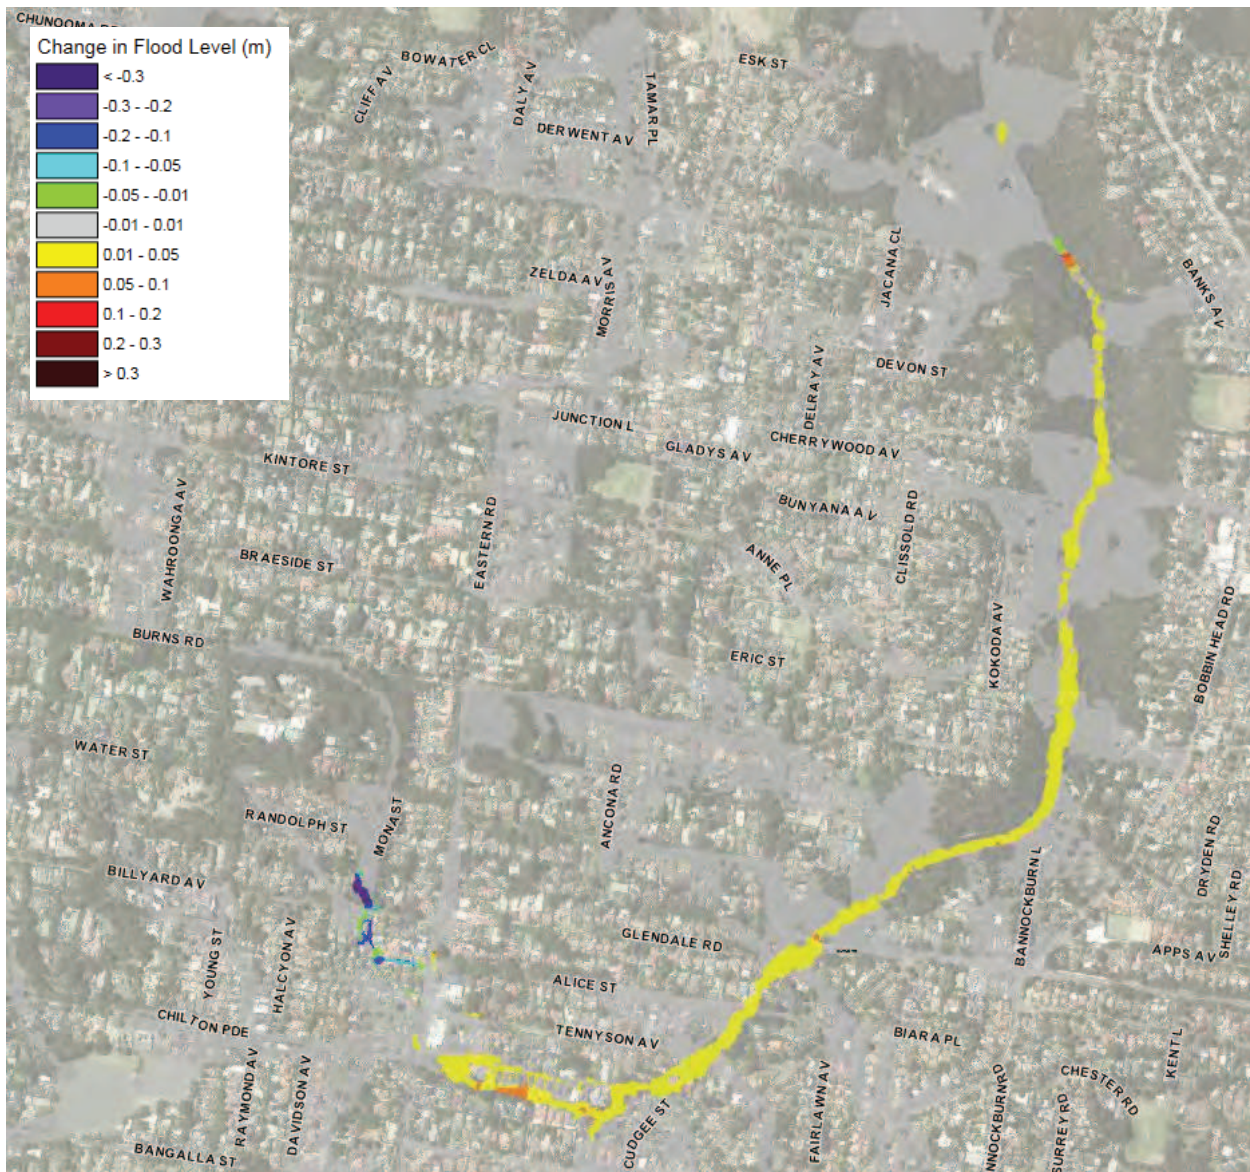 CHUNOOMA
Change in Flood Level (m)
< -0.3
-0.3 - -0.2
-0.2 - -0.1
-0.1 - -0.05
-0.05 - -0.01
-0.01 - 0.01
0.01 - 0.05
0.05 - 0.1
0.1 - 0.2
0.2 - 0.3
> 0.3
BOWATER CL
CLIFF AV
DALY AV
DERWENT AV
TAMAR PL
ESK ST
ZELDA AV
MORRIS AV
JACANA CL
BANKS AV
DEVON ST
DELRAY AV
JUNCTION L
GLADYS AV
CHERRYWOOD AV
KINTORE ST
WAHROONGA AV
BRAESIDE ST
EASTERN RD
BUNYANA AV
CLISSOLD RD
ANNE PL
BURNS RD
ERIC ST
KOKODA AV
BOBBIN HEAD RD
WATER ST
RANDOLPH ST
MONA ST
ANCONA RD
BILLYARD AV
DRYDEN RD
SHELLEY RD
BANNOCKBURN L
YOUNG ST
HALCYON AV
GLENDALE RD
APPS AV
ALICE ST
CHILTON PDE
TENNYSON AV
BIARA PL
KENT L
RAYMOND AV
DAVIDSON AV
CUDGEE ST
FAIRLAWN AV
NNOCKBURN RD
CHESTER RD
SURREY RD
BANGALLA ST